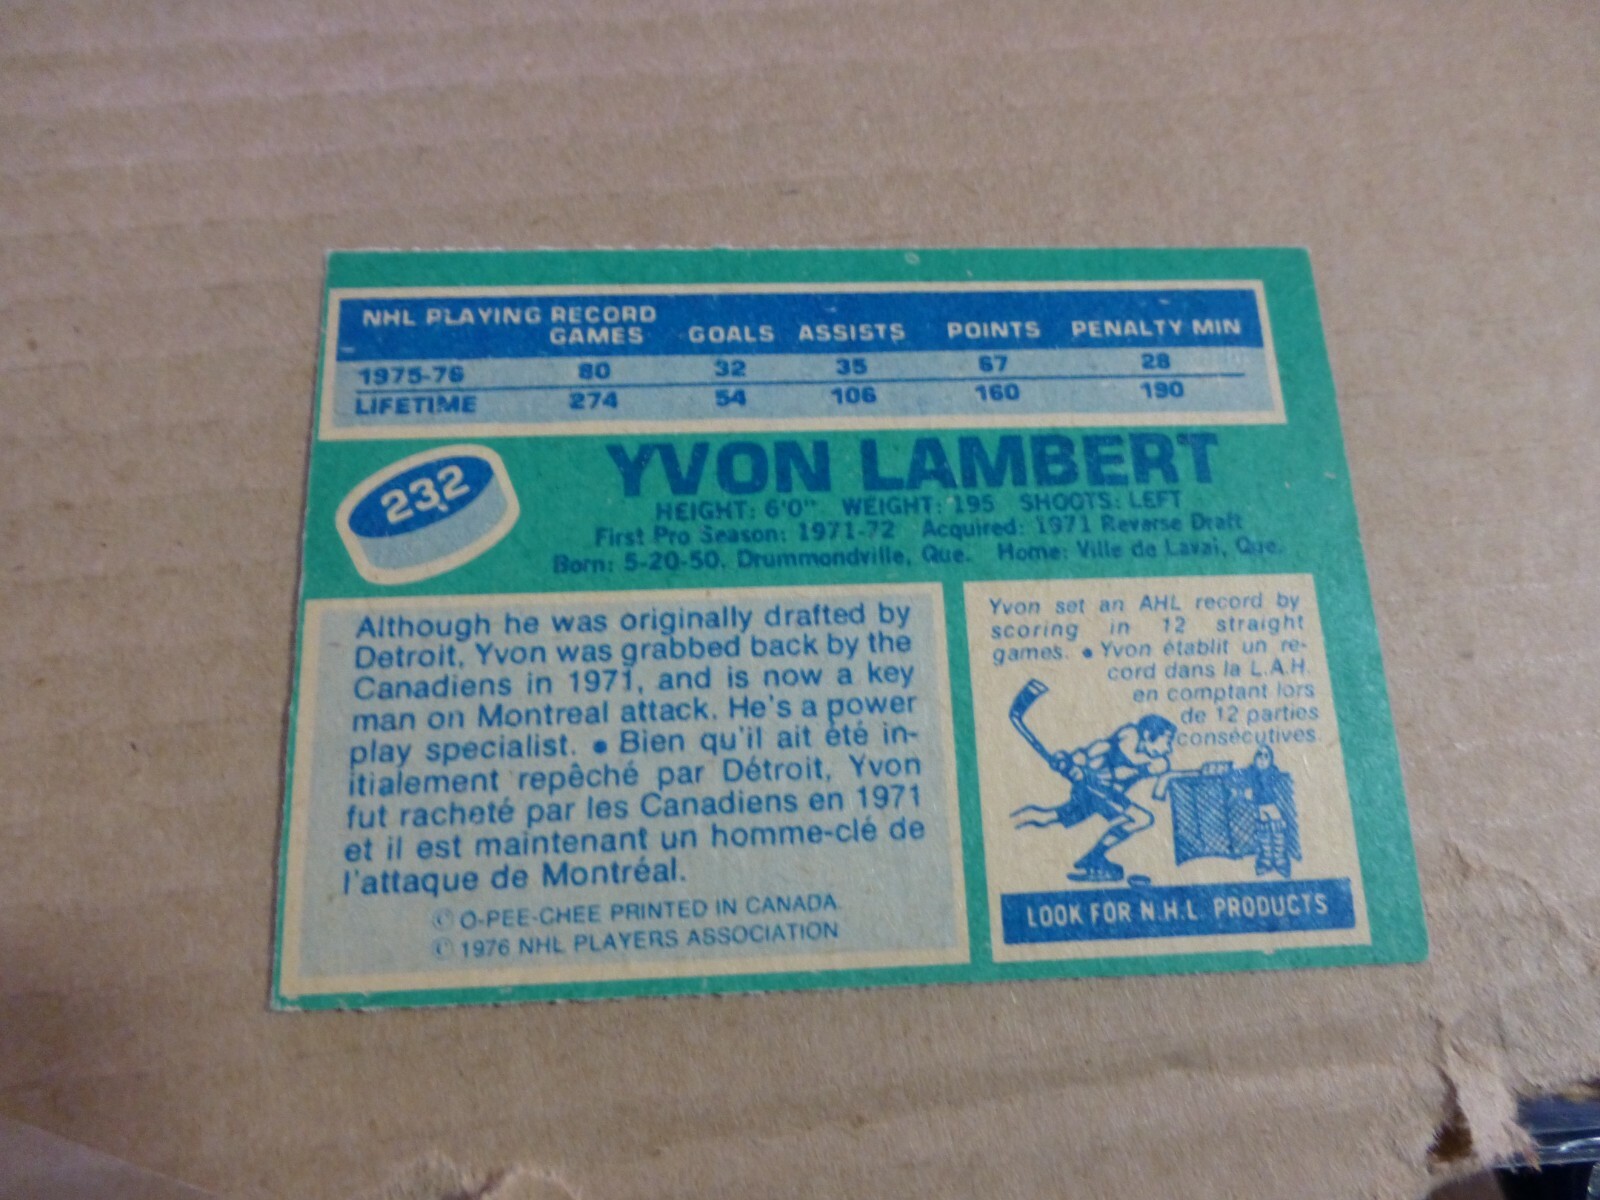 NHL PLAYING RECORD
GAMES GOALS ASSISTS POINTS PENALTY MIN
1975-76 80 32 35 67 28
LIFETIME 274 54 106 160 190
232
YVON LAMBERT
HEIGHT: 6'0" WEIGHT: 195 SHOOTS: LEFT
First Pro Season: 1971-72 Acquired: 1971 Reverse Draft
Born: 5-20-50. Drummondville, Que. Home: Ville de Laval, Que.
Although he was originally drafted by
Detroit, Yvon was grabbed back by the
Canadiens in 1971, and is now a key
man on Montreal attack. He's a power
play specialist. • Bien qu'il ait été in-
itialement repêché par Détroit, Yvon
fut racheté par les Canadiens en 1971
et il est maintenant un homme-clé de
l'attaque de Montréal.
© O-PEE-CHEE PRINTED IN CANADA.
© 1976 NHL PLAYERS ASSOCIATION
Yvon set an AHL record by
scoring in 12 straight
games. • Yvon établit un re-
cord dans la L.A.H.
en comptant lors
de 12 parties
consécutives.
LOOK FOR N.H.L PRODUCTS